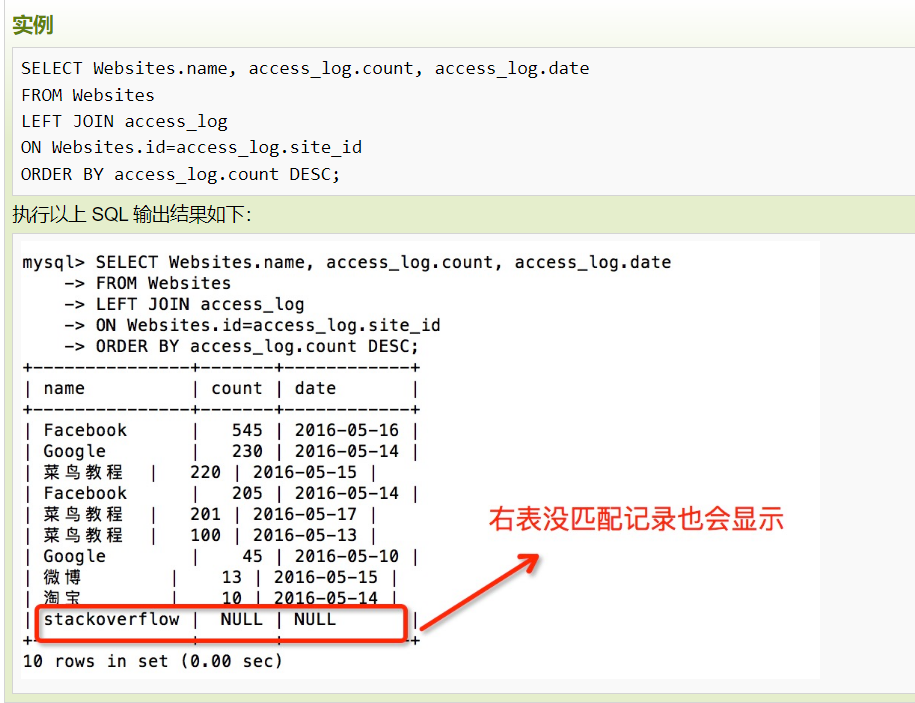 实例
SELECT Websites.name, access_log.count, access_log.date
FROM Websites
LEFT JOIN access_log
ON Websites.id=access_log.site_id
ORDER BY access_log.count DESC;
执行以上 SQL 输出结果如下：
mysql> SELECT Websites.name, access_log.count, access_log.date
    -> FROM Websites
    -> LEFT JOIN access_log
    -> ON Websites.id=access_log.site_id
    -> ORDER BY access_log.count DESC;
+---------------+-------+------------+
| name          | count | date       |
+---------------+-------+------------+
| Facebook      |   545 | 2016-05-16 |
| Google        |   230 | 2016-05-14 |
| 菜鸟教程  |   220 | 2016-05-15 |
| Facebook      |   205 | 2016-05-14 |
| 菜鸟教程  |   201 | 2016-05-17 |
| 菜鸟教程  |   100 | 2016-05-13 |
| Google        |    45 | 2016-05-10 |
| 微博        |    13 | 2016-05-15 |
| 淘宝        |    10 | 2016-05-14 |
| stackoverflow |  NULL | NULL       |
+---------------+-------+------------+
10 rows in set (0.00 sec)
右表没匹配记录也会显示